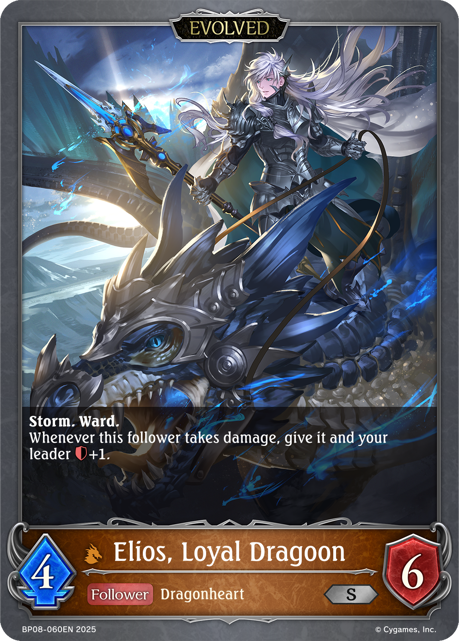 EVOLVED
Storm. Ward.
Whenever this follower takes damage, give it and your
leader +1.
Elios, Loyal Dragoon
4
Follower Dragonheart
S
6
BP08-060EN 2025
© Cygames, Inc.